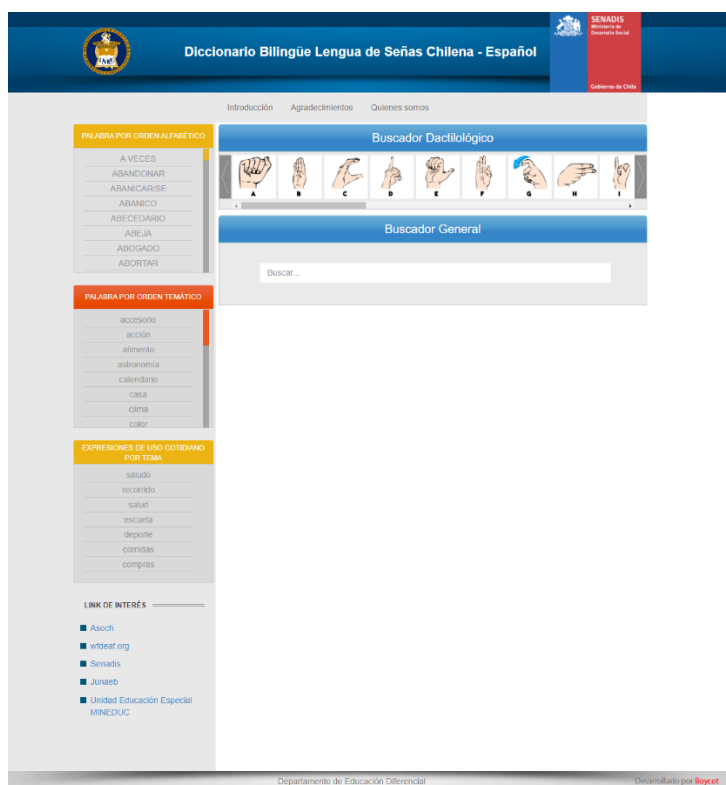 SENADIS
Ministerio de
Desarrollo Social
Gobierno de Chile
Diccionario Bilingüe Lengua de Señas Chilena - Español
Introducción Agradecimientos Quienes somos
PALABRA POR ORDEN ALFABÉTICO
A VECES
ABANDONAR
ABANICAR/SE
ABANICO
ABECEDARIO
ABEJA
ABOGADO
ABORTAR
Buscador Dactilológico
A B C D E F G H I
Buscador General
Buscar...
PALABRA POR ORDEN TEMÁTICO
accesorio
acción
alimento
astronomía
calendario
casa
clima
color
EXPRESIONES DE USO COTIDIANO
POR TEMA
saludo
recorrido
salud
escuela
deporte
comidas
compras
LINK DE INTERÉS
Asoch
wfdeaf.org
Senadis
Junaeb
Unidad Educación Especial
MINEDUC
Departamento de Educación Diferencial
Desarrollado por Boycot